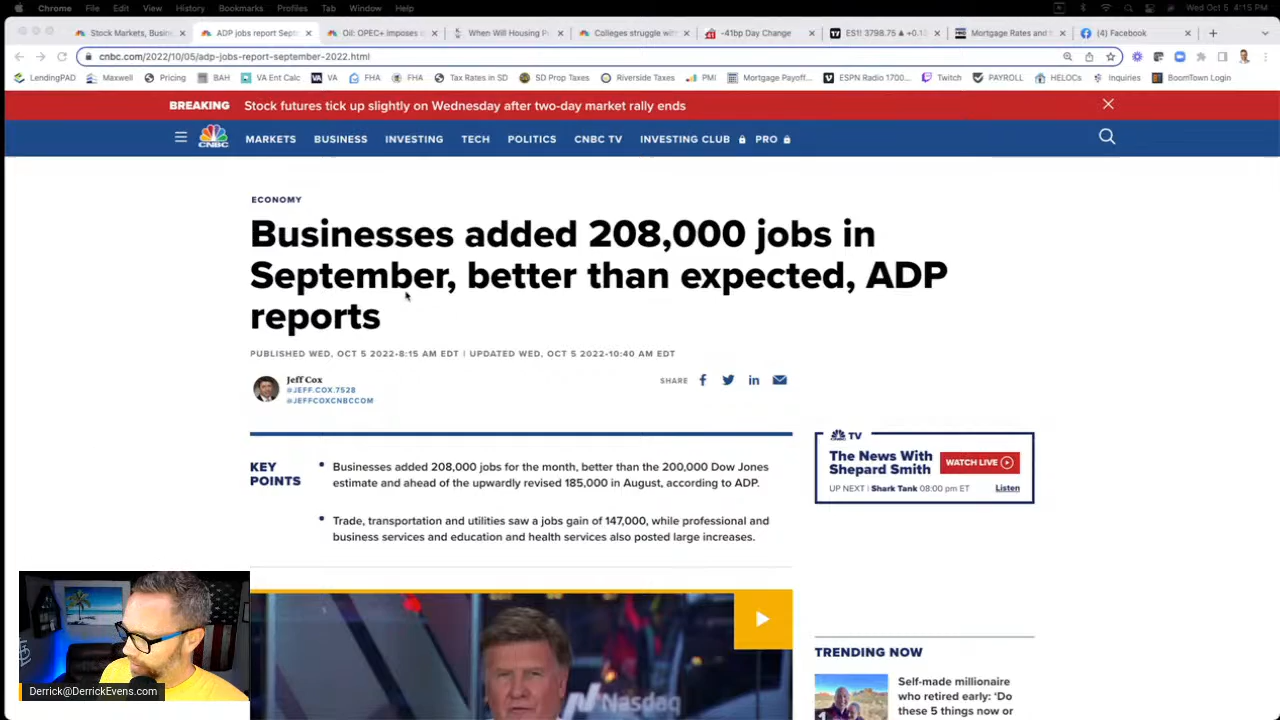 Chrome File Edit View History Bookmarks Profiles Tab Window Help Wed Oct 5 4:15 PM
Stock Markets, Busin ADP jobs report Sept Oil: OPEC+ imposes When Will Housing P Colleges struggle wit -41bp Day Change ES1! 3798.75 ▲ +0.1 Mortgage Rates and (4) Facebook
cnbc.com/2022/10/05/adp-jobs-report-september-2022.html
LendingPAD Maxwell Pricing BAH VA Ent Calc VA FHA FHA Tax Rates in SD SD Prop Taxes Riverside Taxes PMI Mortgage Payoff... ESPN Radio 1700... Twitch PAYROLL HELOCs Inquiries BoomTown Login
BREAKING Stock futures tick up slightly on Wednesday after two-day market rally ends
CNBC MARKETS BUSINESS INVESTING TECH POLITICS CNBC TV INVESTING CLUB PRO
ECONOMY
Businesses added 208,000 jobs in
September, better than expected, ADP
reports
PUBLISHED WED, OCT 5 2022-8:15 AM EDT | UPDATED WED, OCT 5 2022-10:40 AM EDT
Jeff Cox
@JEFF.COX.7528
@JEFFCOXCNBCCOM
SHARE
KEY
POINTS
• Businesses added 208,000 jobs for the month, better than the 200,000 Dow Jones
estimate and ahead of the upwardly revised 185,000 in August, according to ADP.
• Trade, transportation and utilities saw a jobs gain of 147,000, while professional and
business services and education and health services also posted large increases.
CNBC TV
The News With
Shepard Smith
WATCH LIVE
UP NEXT | Shark Tank 08:00 pm ET Listen
Nasdaq
TRENDING NOW
Self-made millionaire
who retired early: ‘Do
these 5 things now or
Derrick@DerrickEvens.com